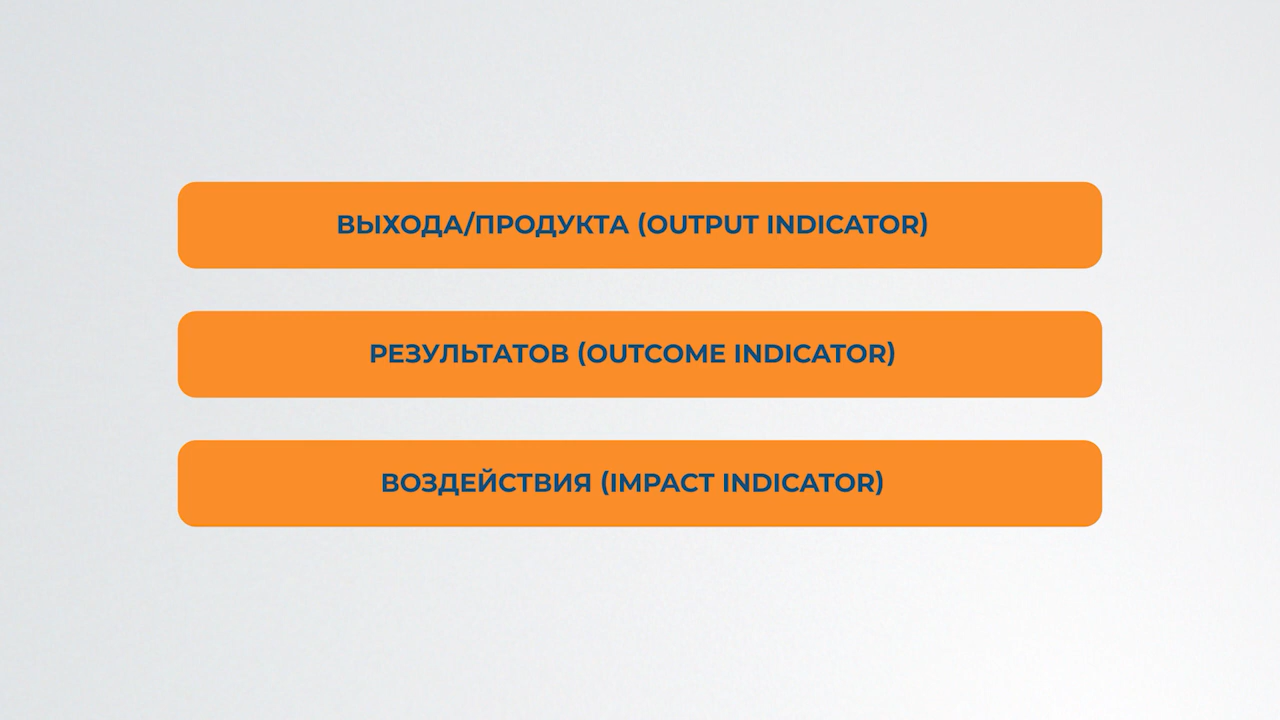 ВЫХОДА/ПРОДУКТА (OUTPUT INDICATOR)
РЕЗУЛЬТАТОВ (OUTCOME INDICATOR)
ВОЗДЕЙСТВИЯ (IMPACT INDICATOR)